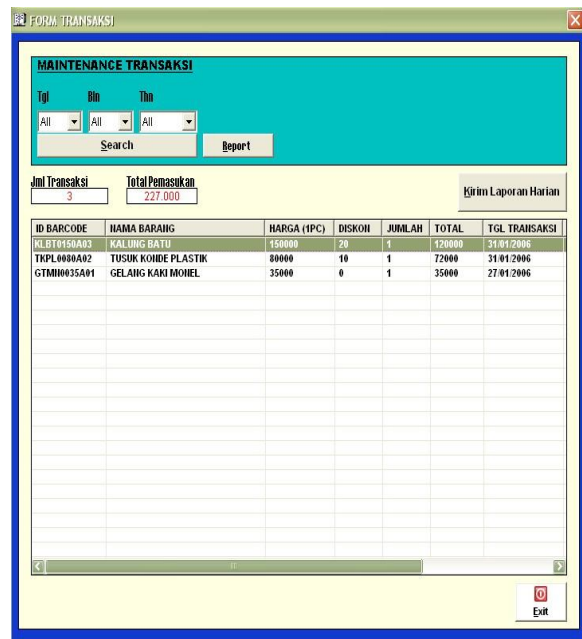 FORM TRANSAKSI
MAINTENANCE TRANSAKSI
Tgl Bln Thn
All All All
Search Report
Jml Transaksi Total Pemasukan
3 227.000
Kirim Laporan Harian
ID BARCODE NAMA BARANG HARGA (1PC) DISKON JUMLAH TOTAL TGL TRANSAKSI
KLBT0150A03 KALUNG BATU 150000 20 1 120000 31/01/2006
TKPL0080A02 TUSUK KONDE PLASTIK 80000 10 1 72000 31/01/2006
GTMN0035A01 GELANG KAKI MONEL 35000 0 1 35000 27/01/2006
Exit